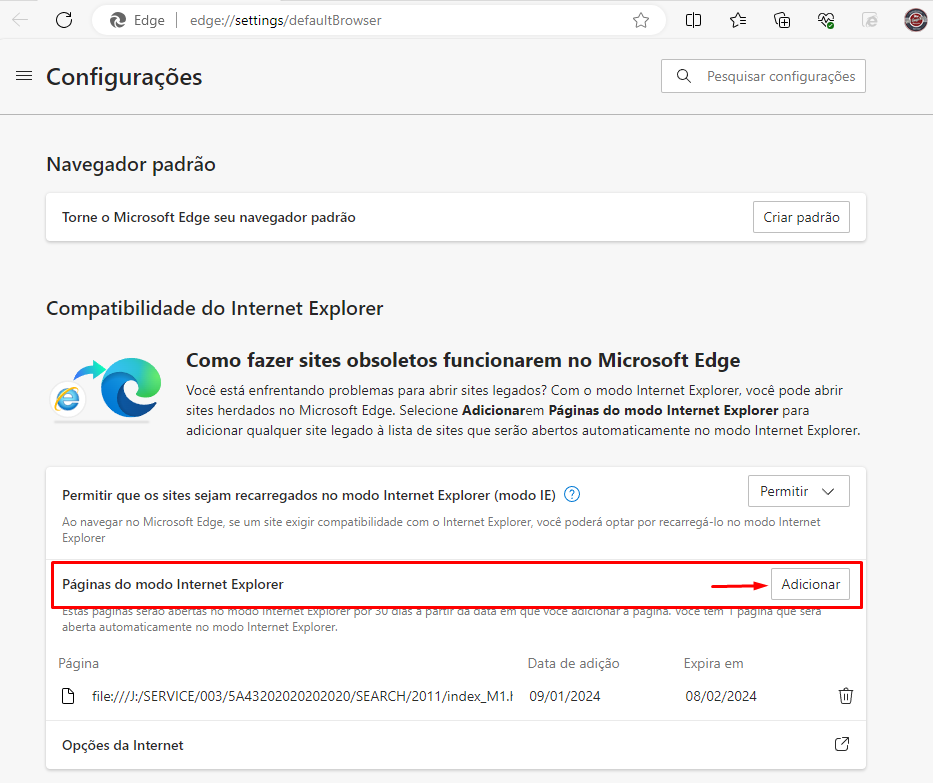 Edge
edge://settings/defaultBrowser
Configurações
Pesquisar configurações
Navegador padrão
Torne o Microsoft Edge seu navegador padrão
Criar padrão
Compatibilidade do Internet Explorer
Como fazer sites obsoletos funcionarem no Microsoft Edge
Você está enfrentando problemas para abrir sites legados? Com o modo Internet Explorer, você pode abrir
sites herdados no Microsoft Edge. Selecione Adicionarem Páginas do modo Internet Explorer para
adicionar qualquer site legado à lista de sites que serão abertos automaticamente no modo Internet Explorer.
Permitir que os sites sejam recarregados no modo Internet Explorer (modo IE)
Permitir
Ao navegar no Microsoft Edge, se um site exigir compatibilidade com o Internet Explorer, você poderá optar por recarregá-lo no modo Internet
Explorer
Páginas do modo Internet Explorer
Adicionar
Estas páginas serão abertas no modo Internet Explorer por 30 dias a partir da data em que você adicionar a página. Você tem 1 página que será
aberta automaticamente no modo Internet Explorer.
Página
Data de adição
Expira em
file:///J:/SERVICE/003/5A43202020202020/SEARCH/2011/index_M1.h
09/01/2024
08/02/2024
Opções da Internet